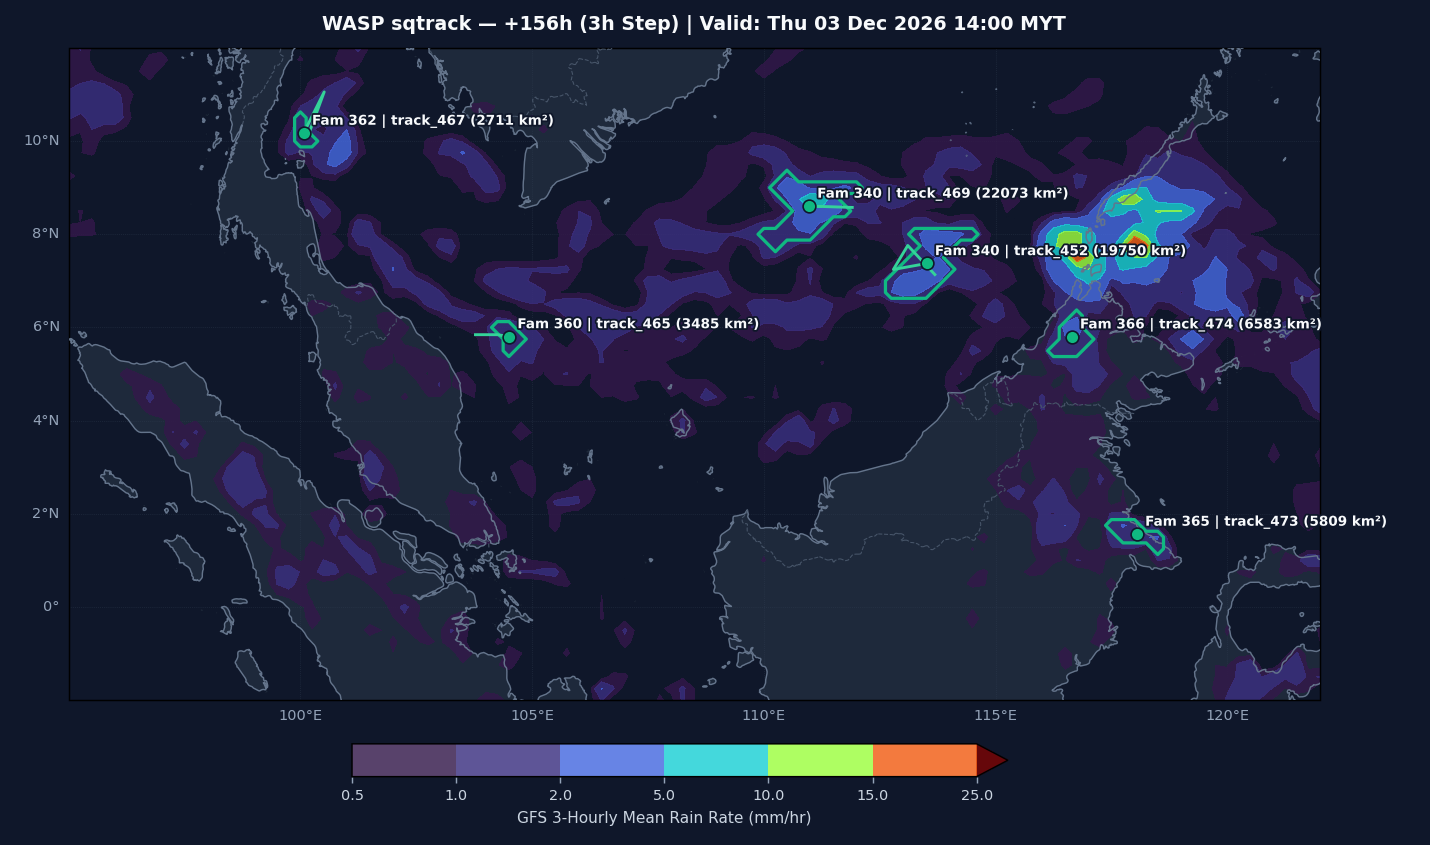 WASP sqtrack — +156h (3h Step) | Valid: Thu 03 Dec 2026 14:00 MYT
Fam 362 | track_467 (2711 km²)
10°N
Fam 340 | track_469 (22073 km²)
8°N
Fam 340 | track_452 (19750 km²)
6°N
Fam 360 | track_465 (3485 km²)
Fam 366 | track_474 (6583 km²)
4°N
2°N
Fam 365 | track_473 (5809 km²)
0°
100°E 105°E 110°E 115°E 120°E
0.5 1.0 2.0 5.0 10.0 15.0 25.0
GFS 3-Hourly Mean Rain Rate (mm/hr)